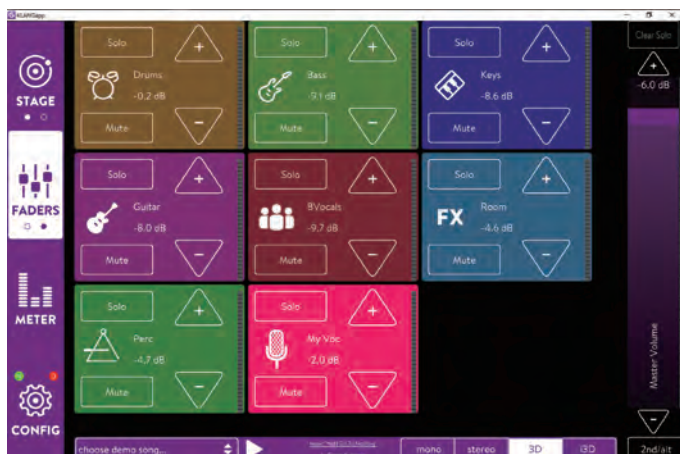 KLANGapp
STAGE
FADERS
METER
CONFIG
Solo
Drums
-0.2 dB
Mute
Solo
Bass
-9.1 dB
Mute
Solo
Keys
-8.6 dB
Mute
Solo
Guitar
-8.0 dB
Mute
Solo
BVocals
-9.7 dB
Mute
Solo
FX
Room
-4.6 dB
Mute
Solo
Perc
-4.7 dB
Mute
Solo
My Voc
-2.0 dB
Mute
Clear Solo
-6.0 dB
Master Volume
2nd/alt
choose demo song...
mono
stereo
3D
i3D